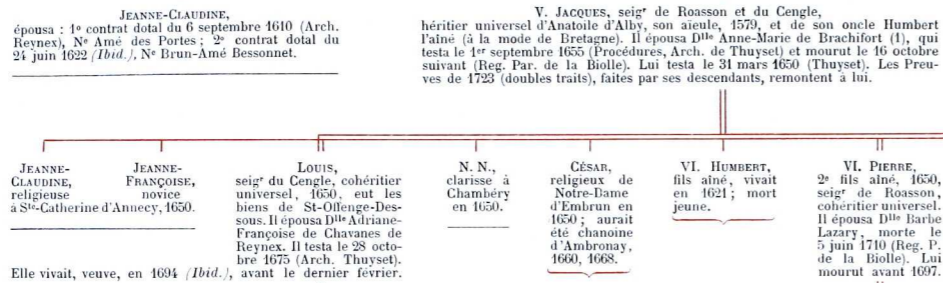 JEANNE-CLAUDINE,
épousa : 1º contrat dotal du 6 septembre 1610 (Arch.
Reynex), Nᵉ Amé des Portes ; 2º contrat dotal du
24 juin 1622 (Ibid.), Nᵉ Brun-Amé Bessonnet.
V. JACQUES, seigʳ de Roasson et du Cengle,
héritier universel d'Anatoile d'Alby, son aïeule, 1579, et de son oncle Humbert
l'aîné (à la mode de Bretagne). Il épousa Dˡˡᵉ Anne-Marie de Brachifort (1), qui
testa le 1ᵉʳ septembre 1655 (Procédures, Arch. de Thuyset) et mourut le 16 octobre
suivant (Reg. Par. de la Biolle). Lui testa le 31 mars 1650 (Thuyset). Les Preu-
ves de 1723 (doubles traits), faites par ses descendants, remontent à lui.
JEANNE-
CLAUDINE,
religieuse
à Sᵗᵉ-Catherine d'Annecy, 1650.
JEANNE-
FRANÇOISE,
novice
LOUIS,
seigʳ du Cengle, cohéritier
universel, 1650, eut les
biens de St-Offenge-Des-
sous. Il épousa Dˡˡᵉ Adriane-
Françoise de Chavanes de
Reynex. Il testa le 28 octo-
bre 1675 (Arch. Thuyset).
Elle vivait, veuve, en 1694 (Ibid.), avant le dernier février.
N. N.,
clarisse à
Chambéry
en 1650.
CÉSAR,
religieux de
Notre-Dame
d'Embrun en
1650 ; aurait
été chanoine
d'Ambronay,
1660, 1668.
VI. HUMBERT,
fils aîné, vivait
en 1621 ; mort
jeune.
VI. PIERRE,
2ᵉ fils aîné, 1650,
seigʳ de Roasson,
cohéritier universel.
Il épousa Dˡˡᵉ Barbe
Lazary, morte le
5 juin 1710 (Reg. P.
de la Biolle). Lui
mourut avant 1697.